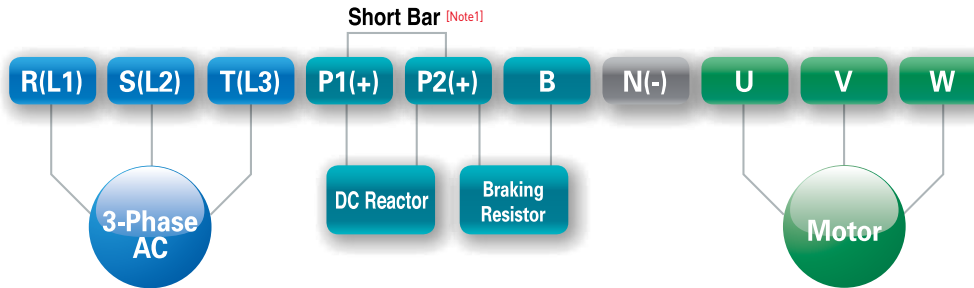 Short Bar [Note1]
R(L1) S(L2) T(L3) P1(+) P2(+) B N(-) U V W
3-Phase
AC
DC Reactor
Braking
Resistor
Motor